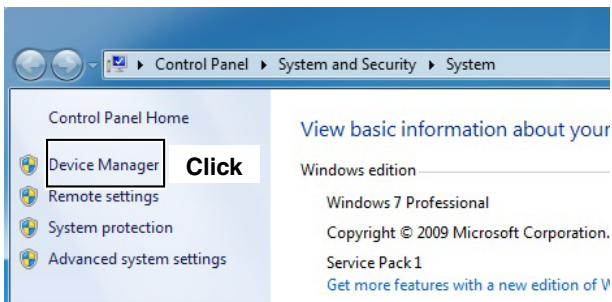 Control Panel System and Security System
Control Panel Home
View basic information about your
Device Manager Click
Windows edition
Remote settings
Windows 7 Professional
System protection
Copyright © 2009 Microsoft Corporation.
Advanced system settings
Service Pack 1
Get more features with a new edition of W